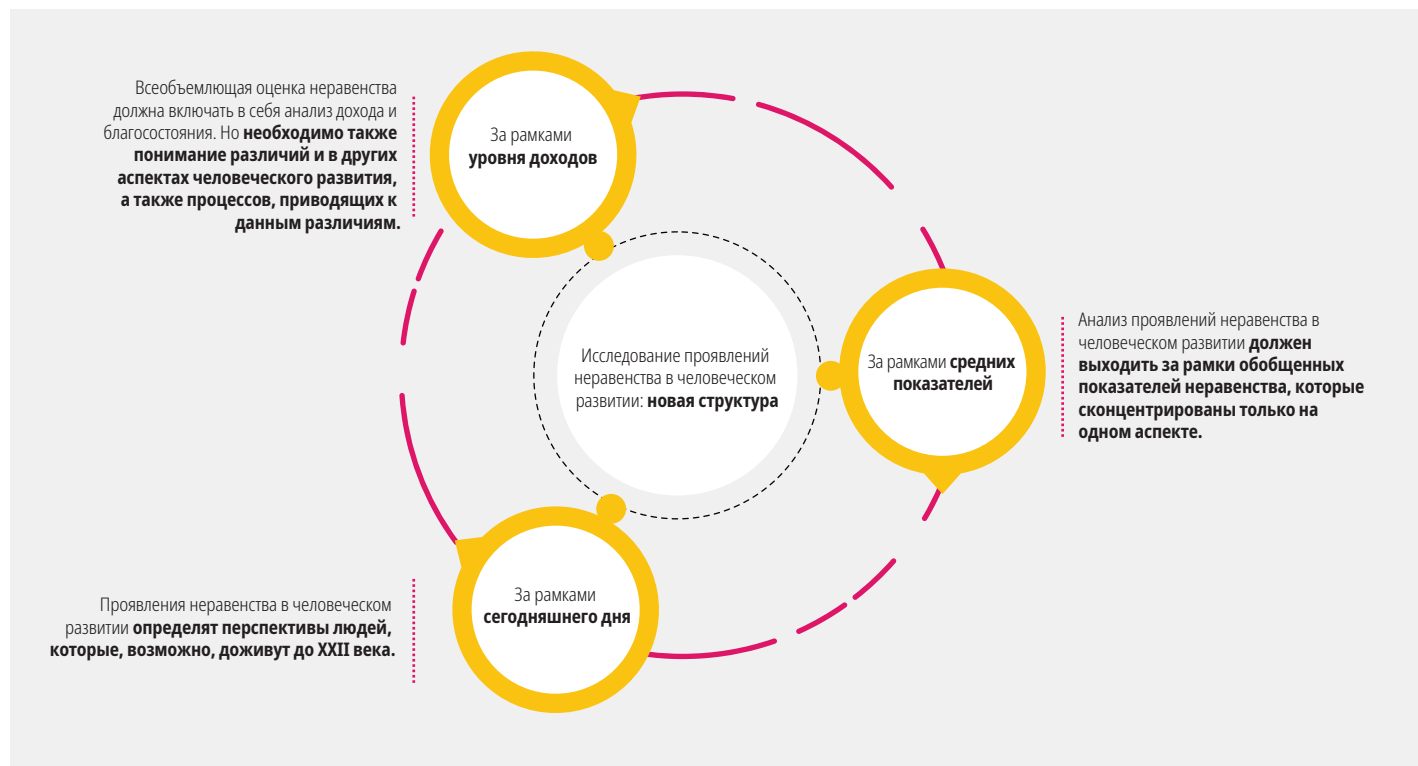 Всеобъемлющая оценка неравенства
должна включать в себя анализ дохода и
благосостояния. Но необходимо также
понимание различий и в других
аспектах человеческого развития,
а также процессов, приводящих к
данным различиям.
За рамками
уровня доходов
Исследование проявлений
неравенства в человеческом
развитии: новая структура
За рамками средних
показателей
Анализ проявлений неравенства в
человеческом развитии должен
выходить за рамки обобщенных
показателей неравенства, которые
сконцентрированы только на
одном аспекте.
За рамками
сегодняшнего дня
Проявления неравенства в человеческом
развитии определят перспективы людей,
которые, возможно, доживут до XXII века.